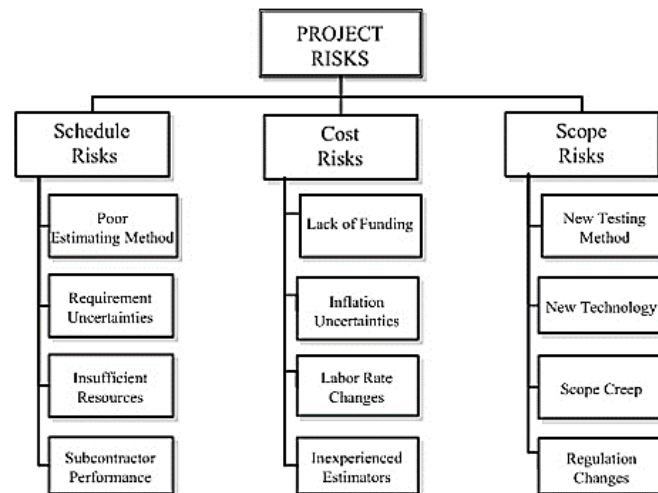 PROJECT
RISKS
Schedule
Risks
Poor
Estimating Method
Requirement
Uncertainties
Insufficient
Resources
Subcontractor
Performance
Cost
Risks
Lack of Funding
Inflation
Uncertainties
Labor Rate
Changes
Inexperienced
Estimators
Scope
Risks
New Testing
Method
New Technology
Scope Creep
Regulation
Changes